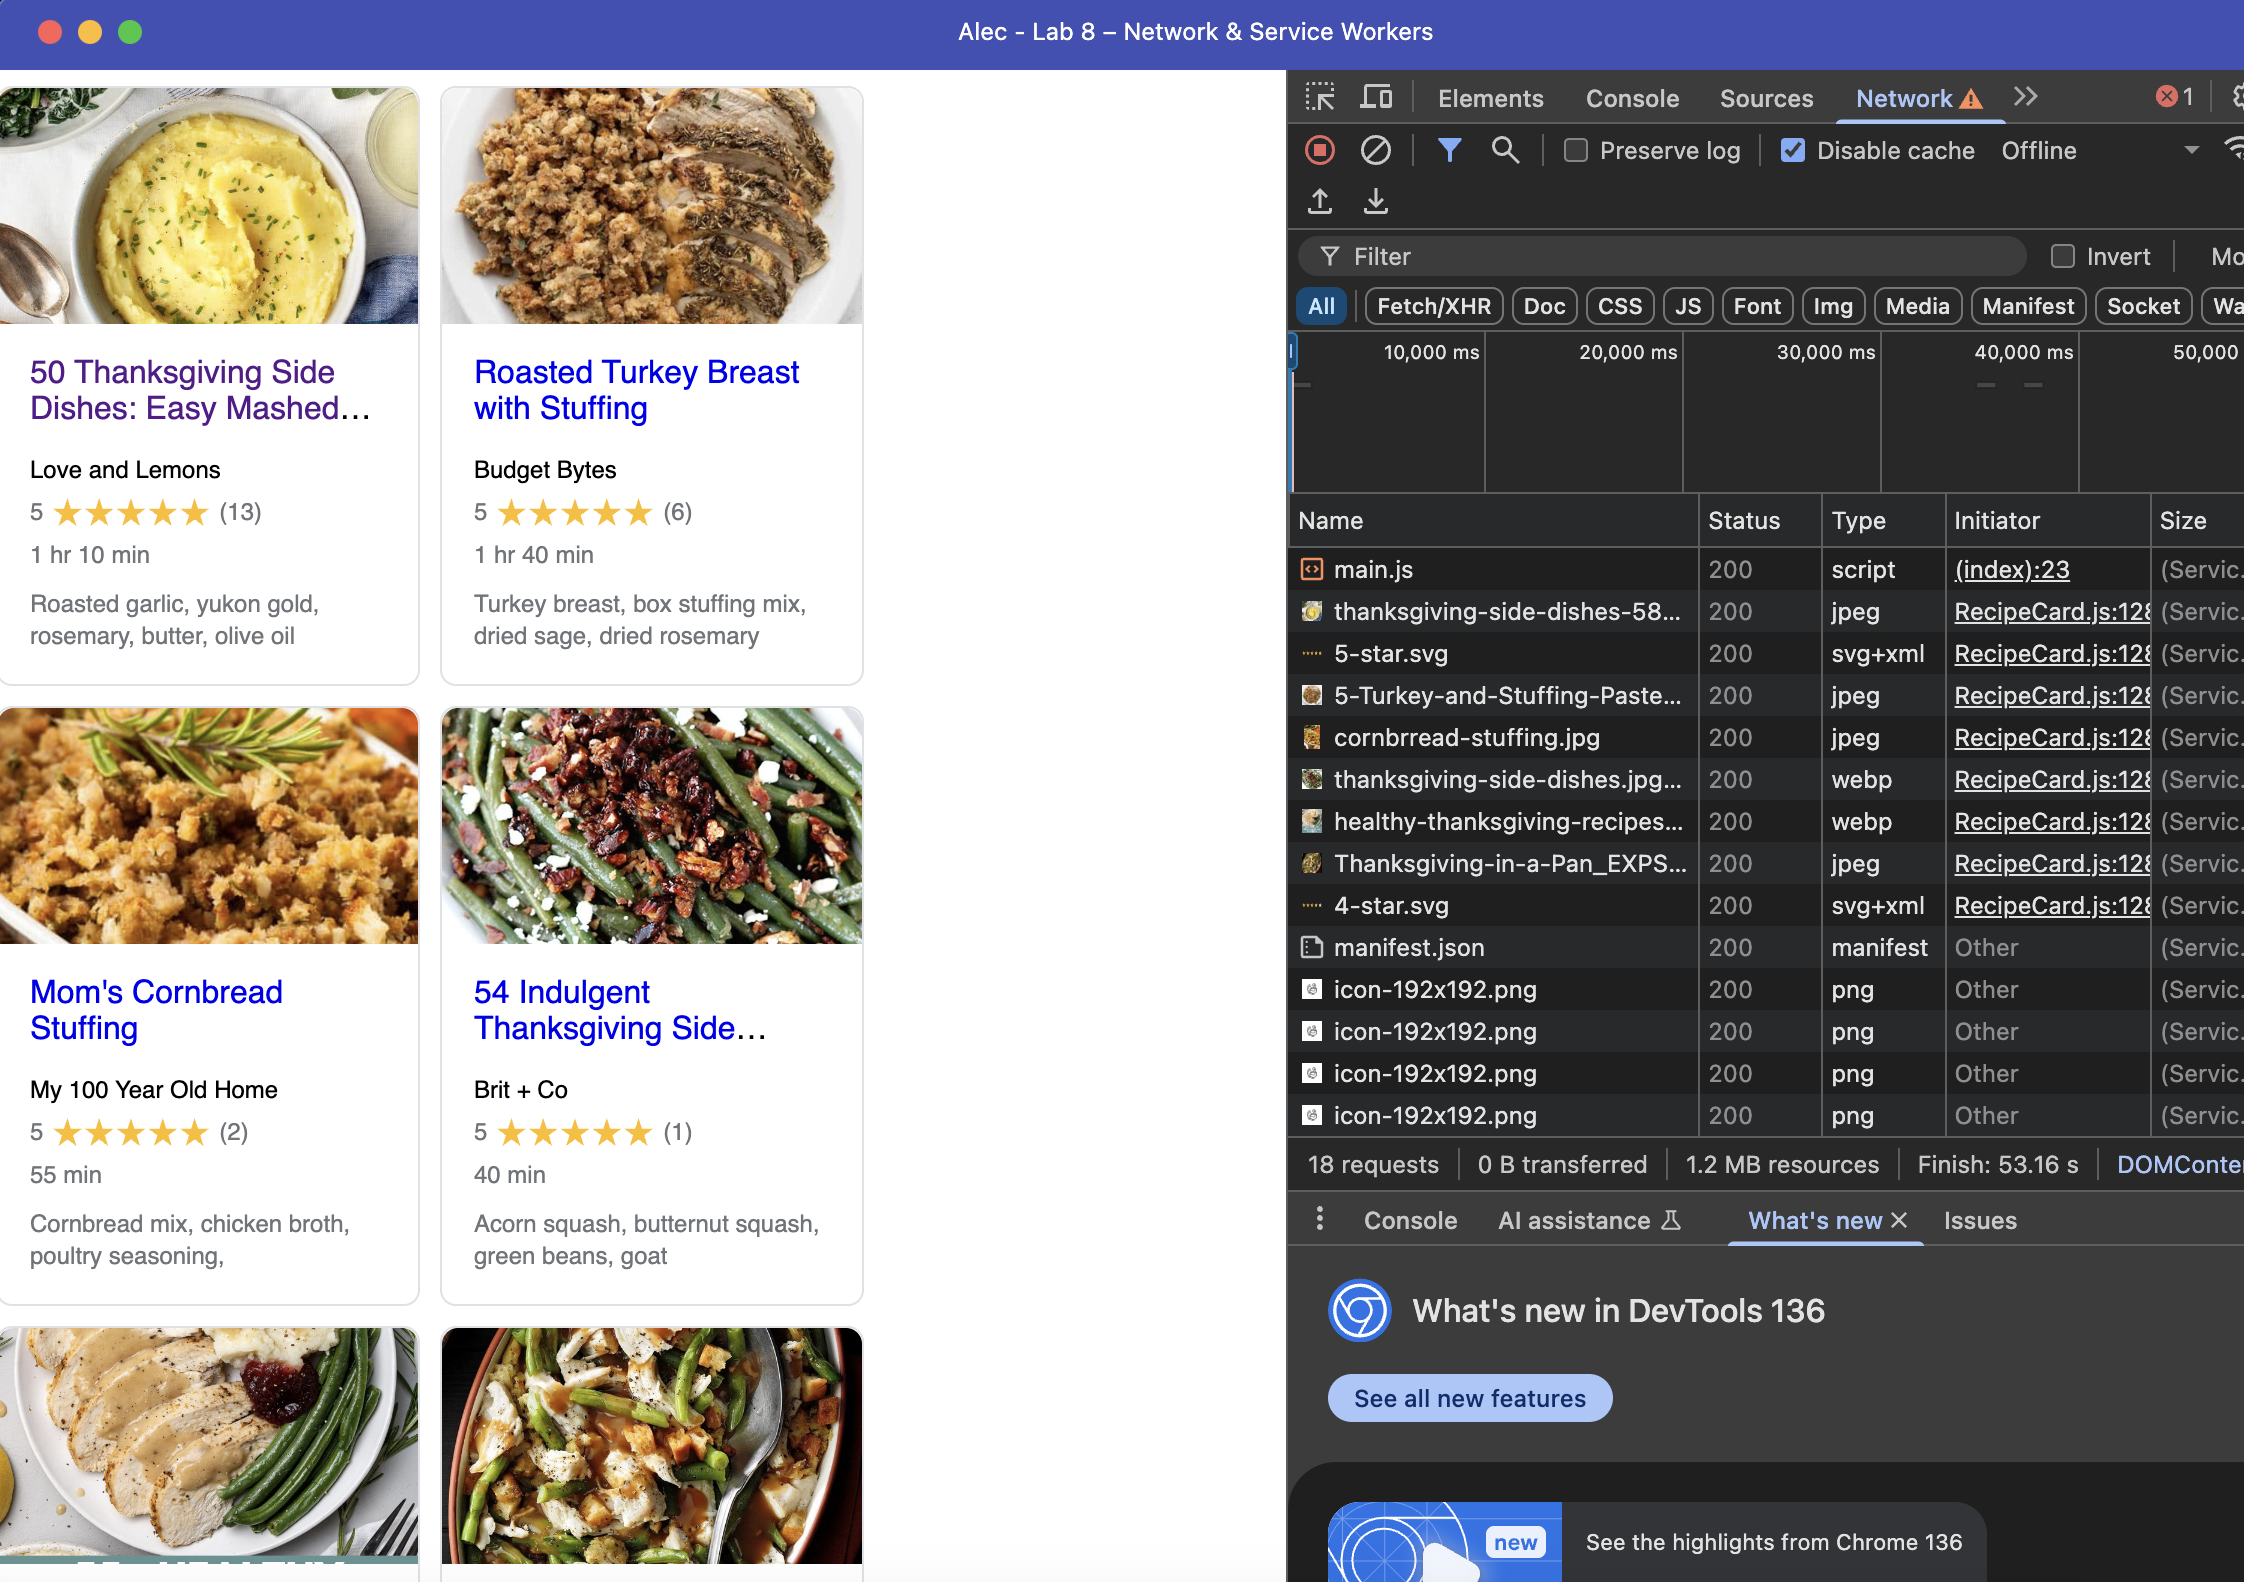 Alec - Lab 8 – Network & Service Workers
50 Thanksgiving Side
Dishes: Easy Mashed…
Love and Lemons
5 (13)
1 hr 10 min
Roasted garlic, yukon gold,
rosemary, butter, olive oil
Roasted Turkey Breast
with Stuffing
Budget Bytes
5 (6)
1 hr 40 min
Turkey breast, box stuffing mix,
dried sage, dried rosemary
Mom's Cornbread
Stuffing
My 100 Year Old Home
5 (2)
55 min
Cornbread mix, chicken broth,
poultry seasoning,
54 Indulgent
Thanksgiving Side…
Brit + Co
5 (1)
40 min
Acorn squash, butternut squash,
green beans, goat
Elements Console Sources Network 1
Preserve log Disable cache Offline
Filter Invert Mo
All Fetch/XHR Doc CSS JS Font Img Media Manifest Socket Wa
10,000 ms 20,000 ms 30,000 ms 40,000 ms 50,000
Name Status Type Initiator Size
main.js 200 script (index):23 (Servic.
thanksgiving-side-dishes-58... 200 jpeg RecipeCard.js:128 (Servic.
5-star.svg 200 svg+xml RecipeCard.js:128 (Servic.
5-Turkey-and-Stuffing-Paste... 200 jpeg RecipeCard.js:128 (Servic.
cornbrread-stuffing.jpg 200 jpeg RecipeCard.js:128 (Servic.
thanksgiving-side-dishes.jpg... 200 webp RecipeCard.js:128 (Servic.
healthy-thanksgiving-recipes... 200 webp RecipeCard.js:128 (Servic.
Thanksgiving-in-a-Pan_EXPS... 200 jpeg RecipeCard.js:128 (Servic.
4-star.svg 200 svg+xml RecipeCard.js:128 (Servic.
manifest.json 200 manifest Other (Servic.
icon-192x192.png 200 png Other (Servic.
icon-192x192.png 200 png Other (Servic.
icon-192x192.png 200 png Other (Servic.
icon-192x192.png 200 png Other (Servic.
18 requests 0 B transferred 1.2 MB resources Finish: 53.16 s DOMConte
Console AI assistance What's new Issues
What's new in DevTools 136
See all new features
new
See the highlights from Chrome 136